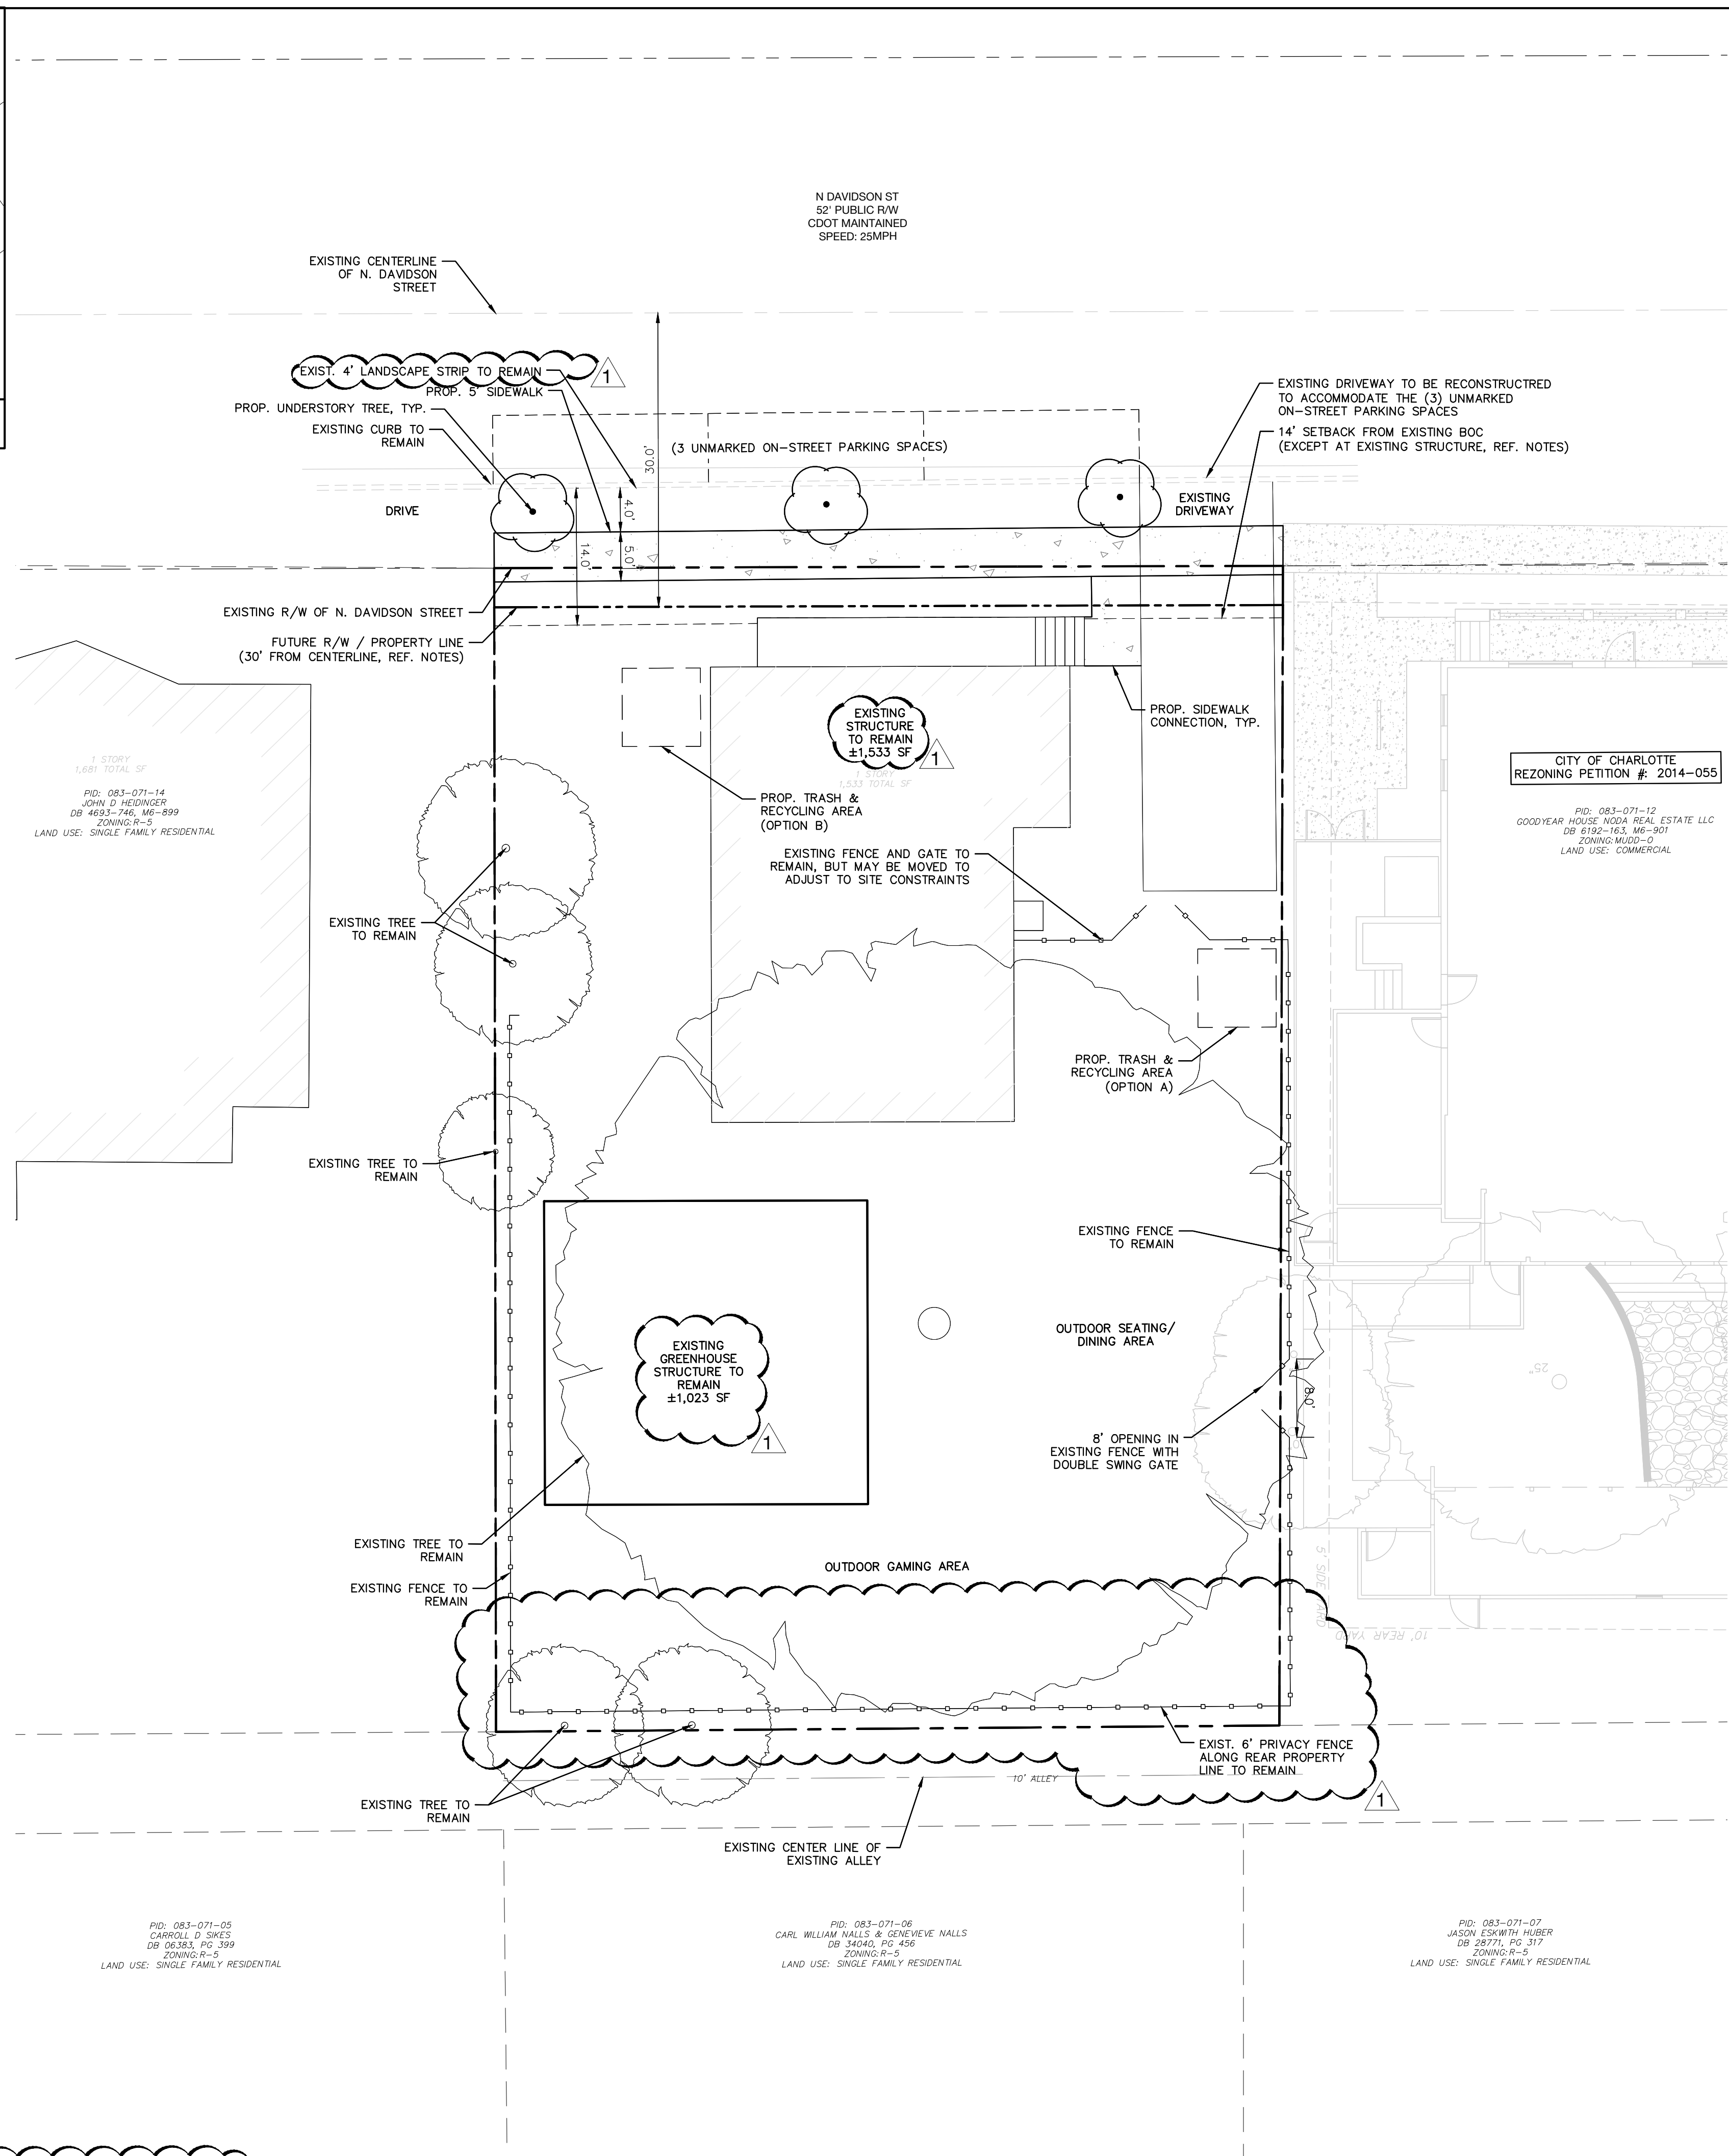 N DAVIDSON ST
52' PUBLIC R/W
CDOT MAINTAINED
SPEED: 25MPH
EXISTING CENTERLINE
OF N. DAVIDSON
STREET
EXIST. 4' LANDSCAPE STRIP TO REMAIN
1
PROP. 5' SIDEWALK
PROP. UNDERSTORY TREE, TYP.
EXISTING CURB TO
REMAIN
EXISTING DRIVEWAY TO BE RECONSTRUCTRED
TO ACCOMMODATE THE (3) UNMARKED
ON-STREET PARKING SPACES
14' SETBACK FROM EXISTING BOC
(EXCEPT AT EXISTING STRUCTURE, REF. NOTES)
(3 UNMARKED ON-STREET PARKING SPACES)
30.0'
4.0'
5.0'
14.0'
DRIVE
EXISTING
DRIVEWAY
EXISTING R/W OF N. DAVIDSON STREET
FUTURE R/W / PROPERTY LINE
(30' FROM CENTERLINE, REF. NOTES)
PROP. SIDEWALK
CONNECTION, TYP.
EXISTING
STRUCTURE
TO REMAIN
±1,533 SF
1
1 STORY
1,533 TOTAL SF
1 STORY
1,681 TOTAL SF
PID: 083-071-14
JOHN D HEIDINGER
DB 4693-746, M6-899
ZONING: R-5
LAND USE: SINGLE FAMILY RESIDENTIAL
CITY OF CHARLOTTE
REZONING PETITION #: 2014-055
PID: 083-071-12
GOODYEAR HOUSE NODA REAL ESTATE LLC
DB 6192-163, M6-901
ZONING: MUDD-O
LAND USE: COMMERCIAL
PROP. TRASH &
RECYCLING AREA
(OPTION B)
EXISTING FENCE AND GATE TO
REMAIN, BUT MAY BE MOVED TO
ADJUST TO SITE CONSTRAINTS
EXISTING TREE
TO REMAIN
PROP. TRASH &
RECYCLING AREA
(OPTION A)
EXISTING TREE TO
REMAIN
EXISTING FENCE
TO REMAIN
OUTDOOR SEATING/
DINING AREA
EXISTING
GREENHOUSE
STRUCTURE TO
REMAIN
±1,023 SF
1
25"
8.0'
8' OPENING IN
EXISTING FENCE WITH
DOUBLE SWING GATE
EXISTING TREE TO
REMAIN
EXISTING FENCE TO
REMAIN
OUTDOOR GAMING AREA
5' SIDE YARD
10' REAR YARD
EXIST. 6' PRIVACY FENCE
ALONG REAR PROPERTY
LINE TO REMAIN
10' ALLEY
1
EXISTING TREE TO
REMAIN
EXISTING CENTER LINE OF
EXISTING ALLEY
PID: 083-071-05
CARROLL D SIKES
DB 06383, PG 399
ZONING: R-5
LAND USE: SINGLE FAMILY RESIDENTIAL
PID: 083-071-06
CARL WILLIAM NALLS & GENEVIEVE NALLS
DB 34040, PG 456
ZONING: R-5
LAND USE: SINGLE FAMILY RESIDENTIAL
PID: 083-071-07
JASON ESKWITH HUBER
DB 28771, PG 317
ZONING: R-5
LAND USE: SINGLE FAMILY RESIDENTIAL